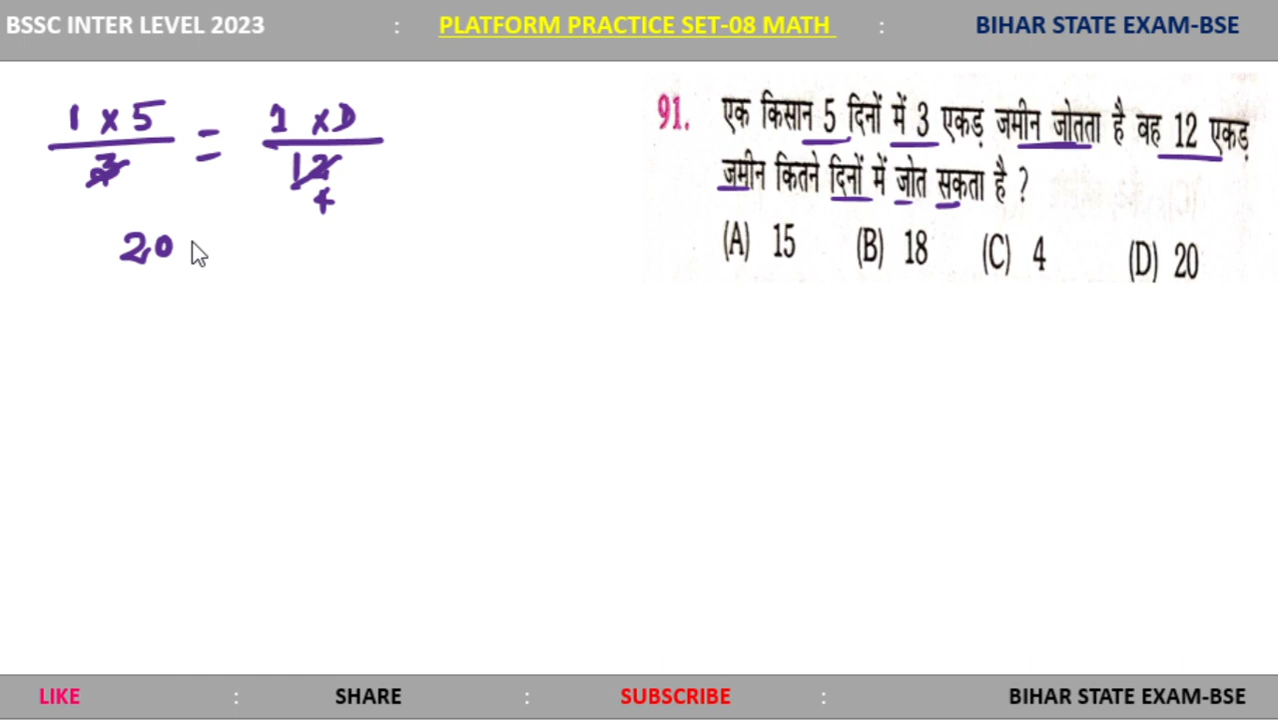 BSSC INTER LEVEL 2023 : PLATFORM PRACTICE SET-08 MATH : BIHAR STATE EXAM-BSE
1 x 5 = 1 x D
3 12
4
20
91. एक किसान 5 दिनों में 3 एकड़ जमीन जोतता है वह 12 एकड़
जमीन कितने दिनों में जोत सकता है ?
(A) 15 (B) 18 (C) 4 (D) 20
LIKE : SHARE : SUBSCRIBE : BIHAR STATE EXAM-BSE